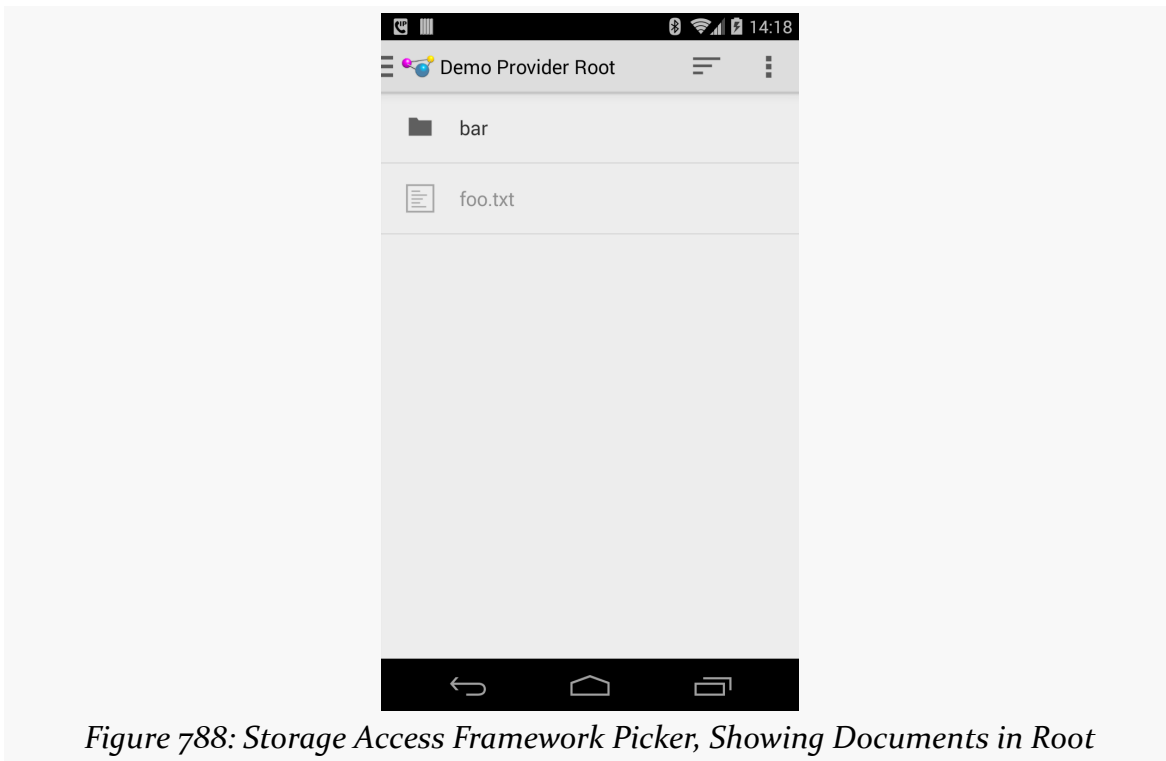 14:18
Demo Provider Root
bar
foo.txt
Figure 788: Storage Access Framework Picker, Showing Documents in Root